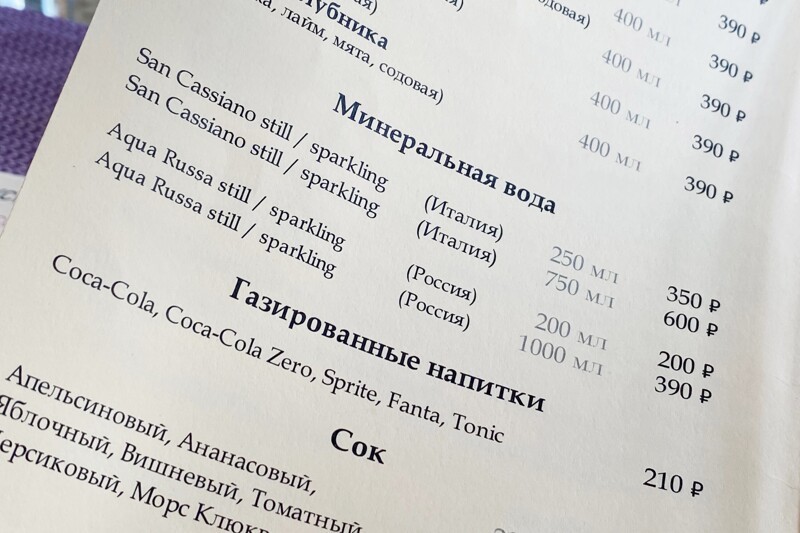 390 ₽
400 мл 390 ₽
400 мл 390 ₽
400 мл 390 ₽
лайм, мята, содовая)
400 мл 390 ₽
Минеральная вода
San Cassiano still / sparkling (Италия) 250 мл 350 ₽
San Cassiano still / sparkling (Италия) 750 мл 600 ₽
Aqua Russa still / sparkling (Россия) 200 мл 200 ₽
Aqua Russa still / sparkling (Россия) 1000 мл 390 ₽
Газированные напитки
Coca-Cola, Coca-Cola Zero, Sprite, Fanta, Tonic 210 ₽
Сок
Апельсиновый, Ананасовый,
Яблочный, Вишневый, Томатный
Морс